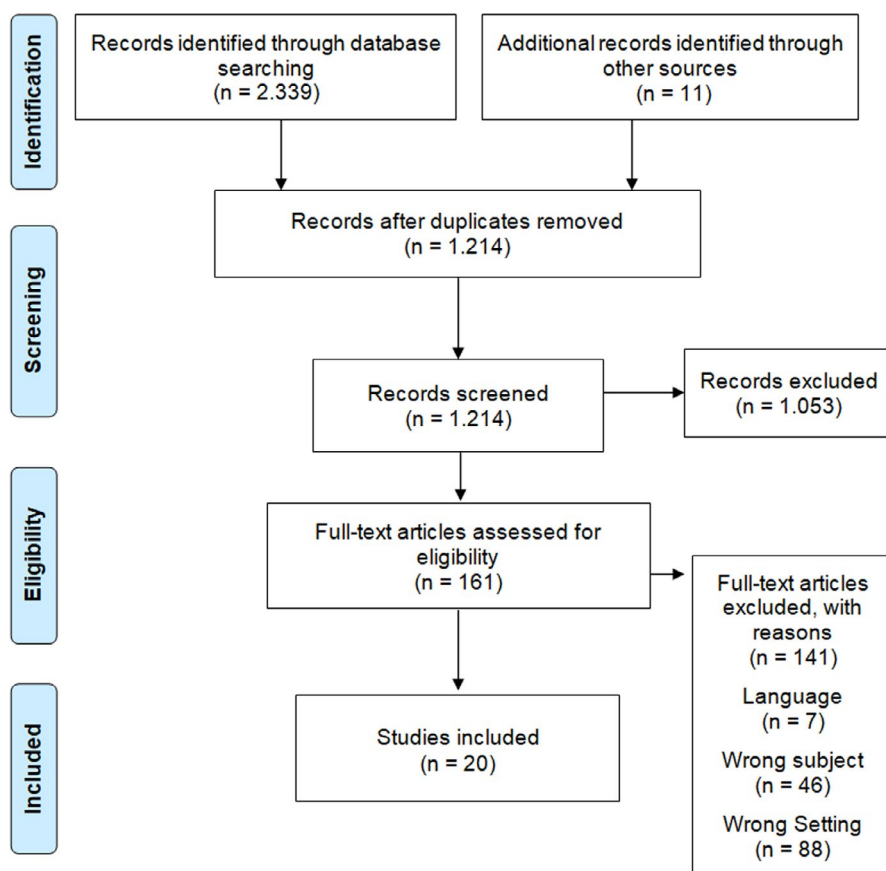 Identification
Records identified through database
searching
(n = 2.339)
Additional records identified through
other sources
(n = 11)
Records after duplicates removed
(n = 1.214)
Screening
Records screened
(n = 1.214)
Records excluded
(n = 1.053)
Eligibility
Full-text articles assessed for
eligibility
(n = 161)
Full-text articles
excluded, with
reasons
(n = 141)
Language
(n = 7)
Wrong subject
(n = 46)
Wrong Setting
(n = 88)
Included
Studies included
(n = 20)